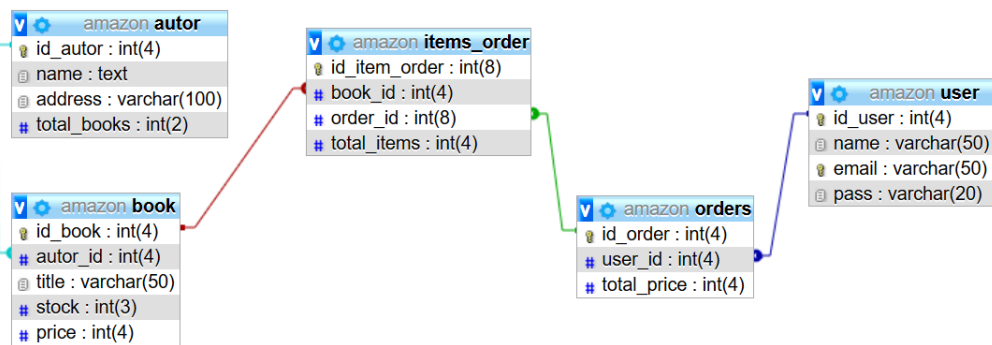 amazon autor
id_autor : int(4)
name : text
address : varchar(100)
total_books : int(2)
amazon items_order
id_item_order : int(8)
book_id : int(4)
order_id : int(8)
total_items : int(4)
amazon user
id_user : int(4)
name : varchar(50)
email : varchar(50)
pass : varchar(20)
amazon book
id_book : int(4)
autor_id : int(4)
title : varchar(50)
stock : int(3)
price : int(4)
amazon orders
id_order : int(4)
user_id : int(4)
total_price : int(4)